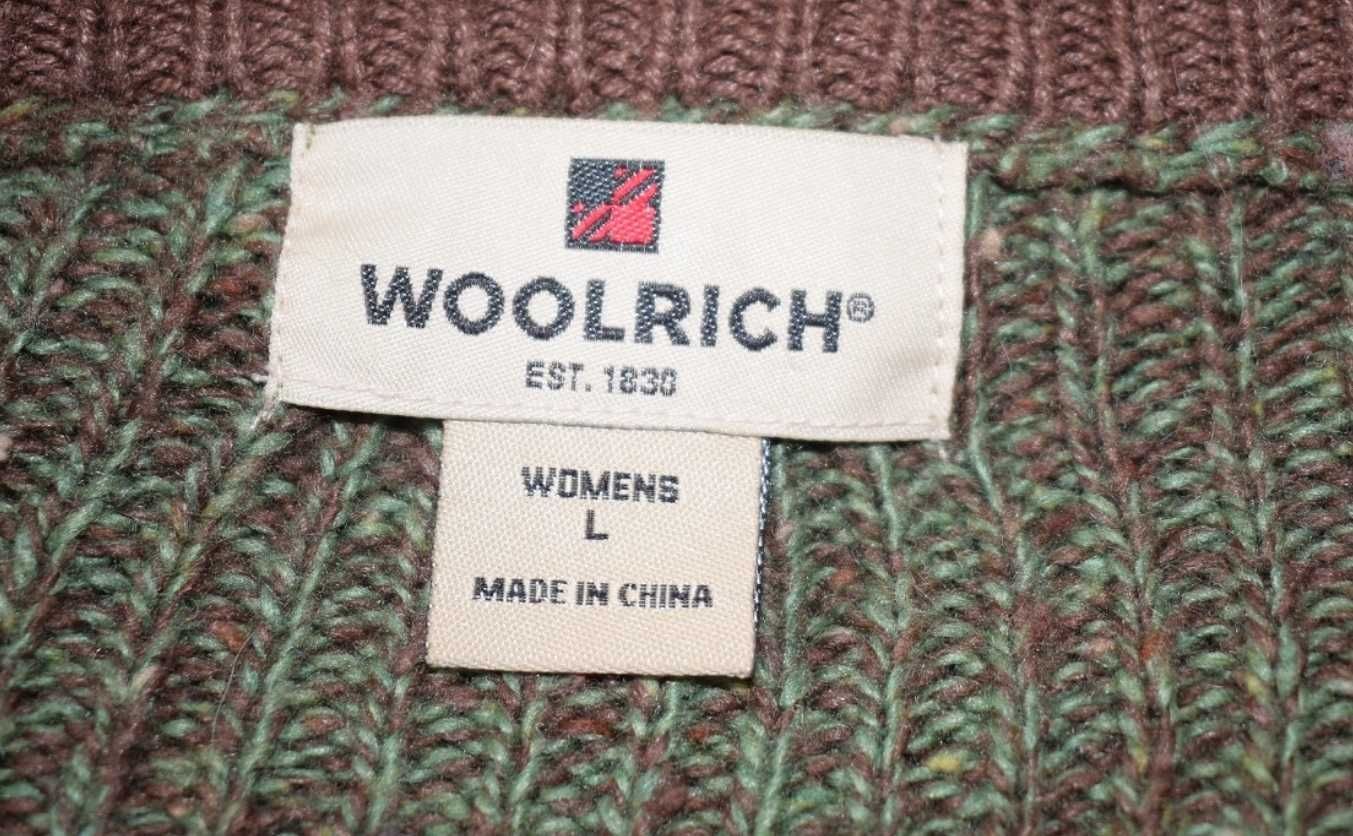 WOOLRICH®
EST. 1830
WOMENS
L
MADE IN CHINA